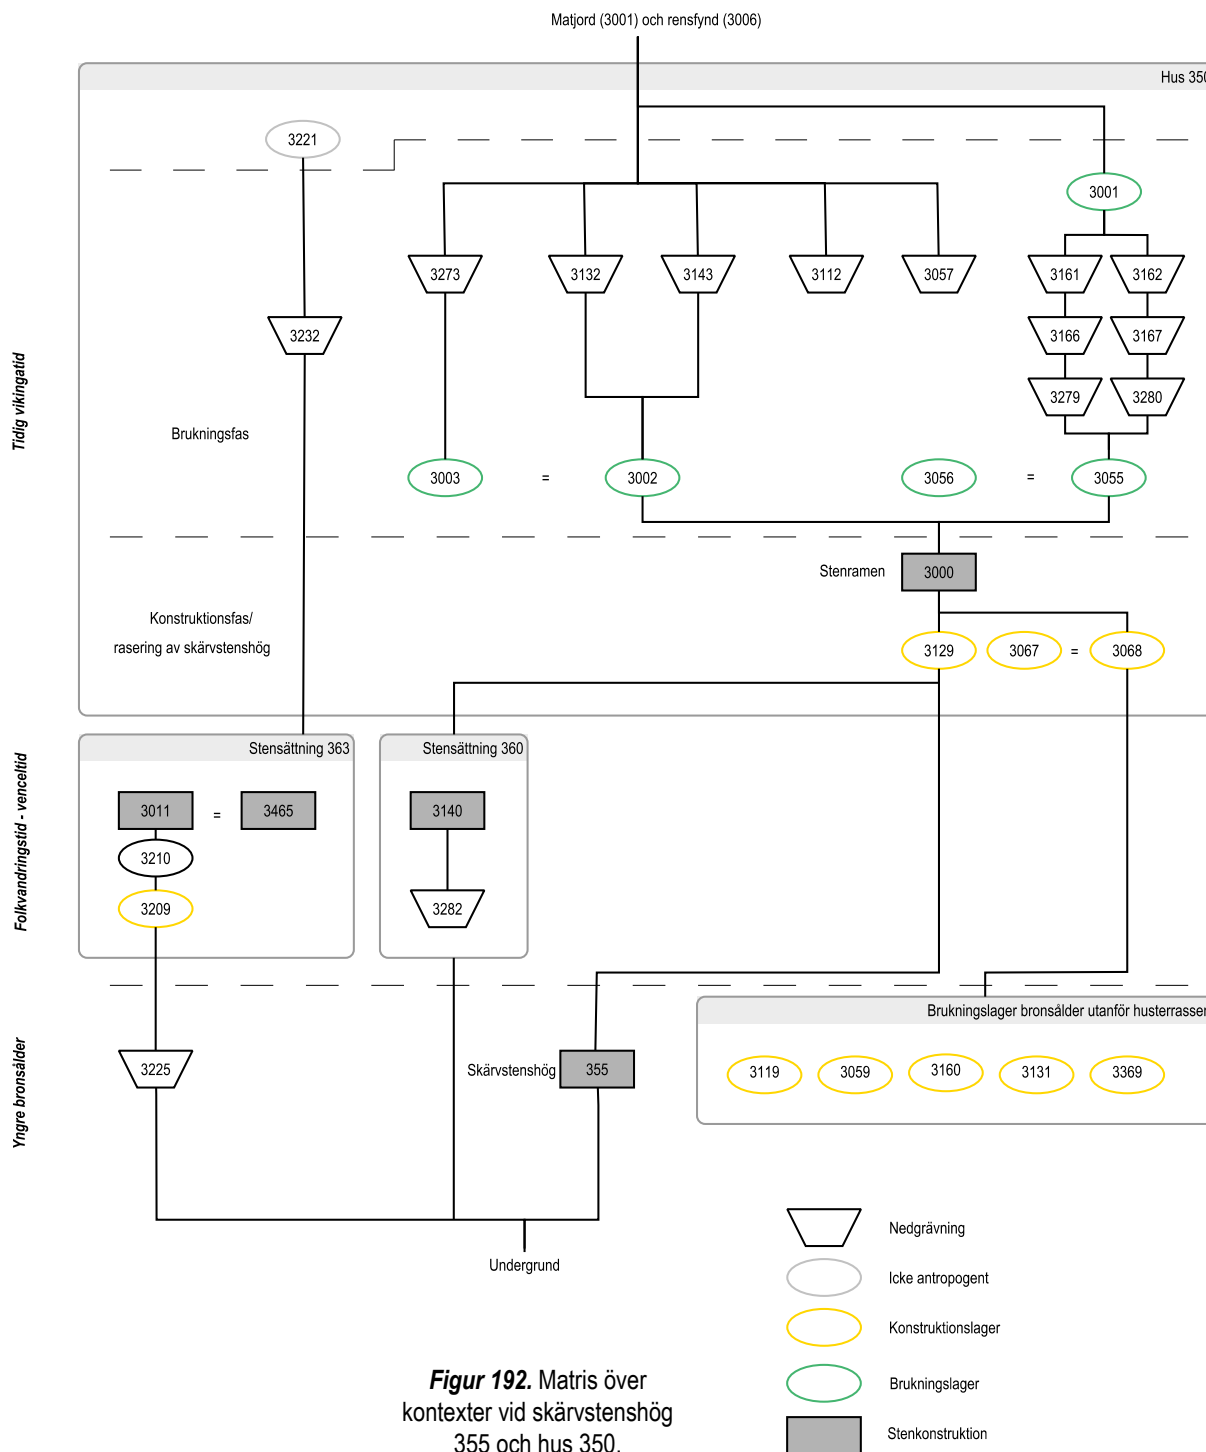 Matjord (3001) och rensfynd (3006)
Hus 350
3221
3001
3273
3132
3143
3112
3057
3161
3162
3232
3166
3167
3279
3280
Tidig vikingatid
Brukningsfas
3003
=
3002
3056
=
3055
Stenramen
3000
Konstruktionsfas/
rasering av skärvstenshög
3129
3067
=
3068
Folkvandringstid - venceltid
Stensättning 363
Stensättning 360
3011
=
3465
3140
3210
3209
3282
Yngre bronsålder
Brukningslager bronsålder utanför husterrassen
3225
Skärvstenshög
355
3119
3059
3160
3131
3369
Undergrund
Nedgrävning
Icke antropogent
Konstruktionslager
Brukningslager
Stenkonstruktion
Figur 192. Matris över
kontexter vid skärvstenshög
355 och hus 350.